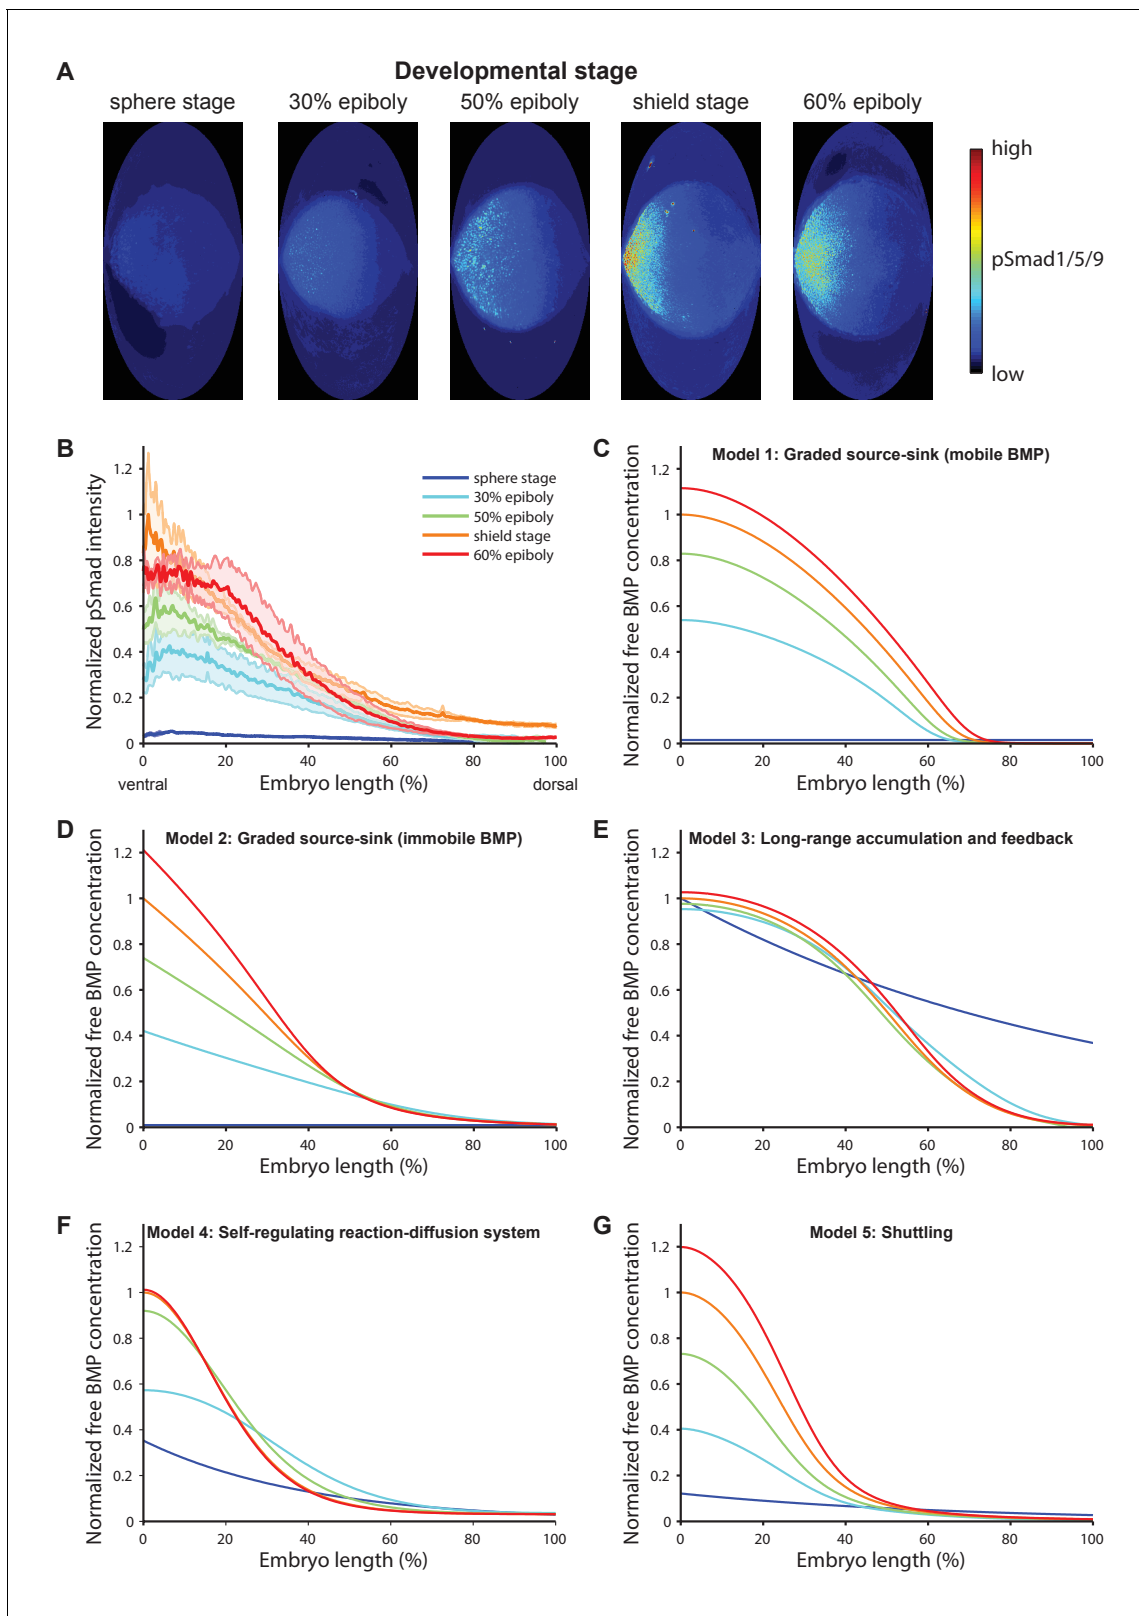 A
Developmental stage
sphere stage
30% epiboly
50% epiboly
shield stage
60% epiboly
high
pSmad1/5/9
low
B
Normalized pSmad intensity
1.2
1
0.8
0.6
0.4
0.2
0
sphere stage
30% epiboly
50% epiboly
shield stage
60% epiboly
0 20 40 60 80 100
ventral
Embryo length (%)
dorsal
C
Model 1: Graded source-sink (mobile BMP)
Normalized free BMP concentration
1.2
1
0.8
0.6
0.4
0.2
0
0 20 40 60 80 100
Embryo length (%)
D
Model 2: Graded source-sink (immobile BMP)
Normalized free BMP concentration
1.2
1
0.8
0.6
0.4
0.2
0
0 20 40 60 80 100
Embryo length (%)
E
Model 3: Long-range accumulation and feedback
Normalized free BMP concentration
1.2
1
0.8
0.6
0.4
0.2
0
0 20 40 60 80 100
Embryo length (%)
F
Model 4: Self-regulating reaction-diffusion system
Normalized free BMP concentration
1.2
1
0.8
0.6
0.4
0.2
0
0 20 40 60 80 100
Embryo length (%)
G
Model 5: Shuttling
Normalized free BMP concentration
1.2
1
0.8
0.6
0.4
0.2
0
0 20 40 60 80 100
Embryo length (%)